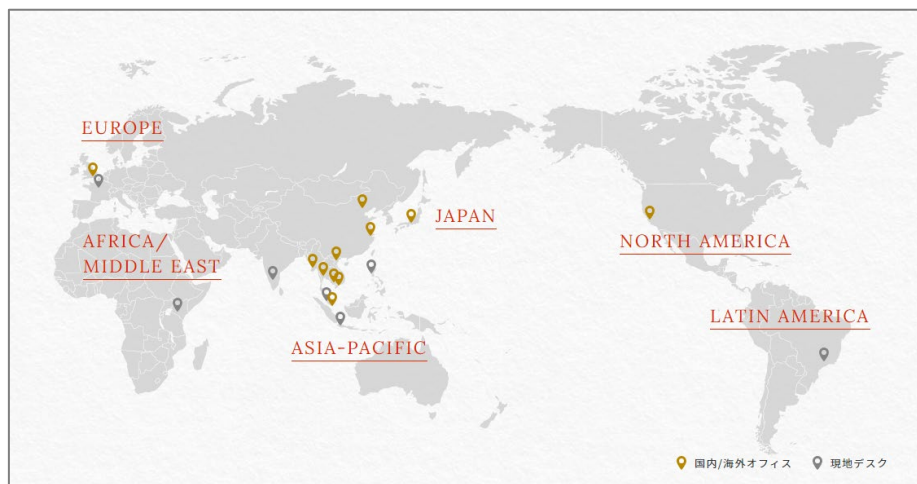 EUROPE
JAPAN
AFRICA/
MIDDLE EAST
NORTH AMERICA
LATIN AMERICA
ASIA-PACIFIC
国内/海外オフィス
現地デスク